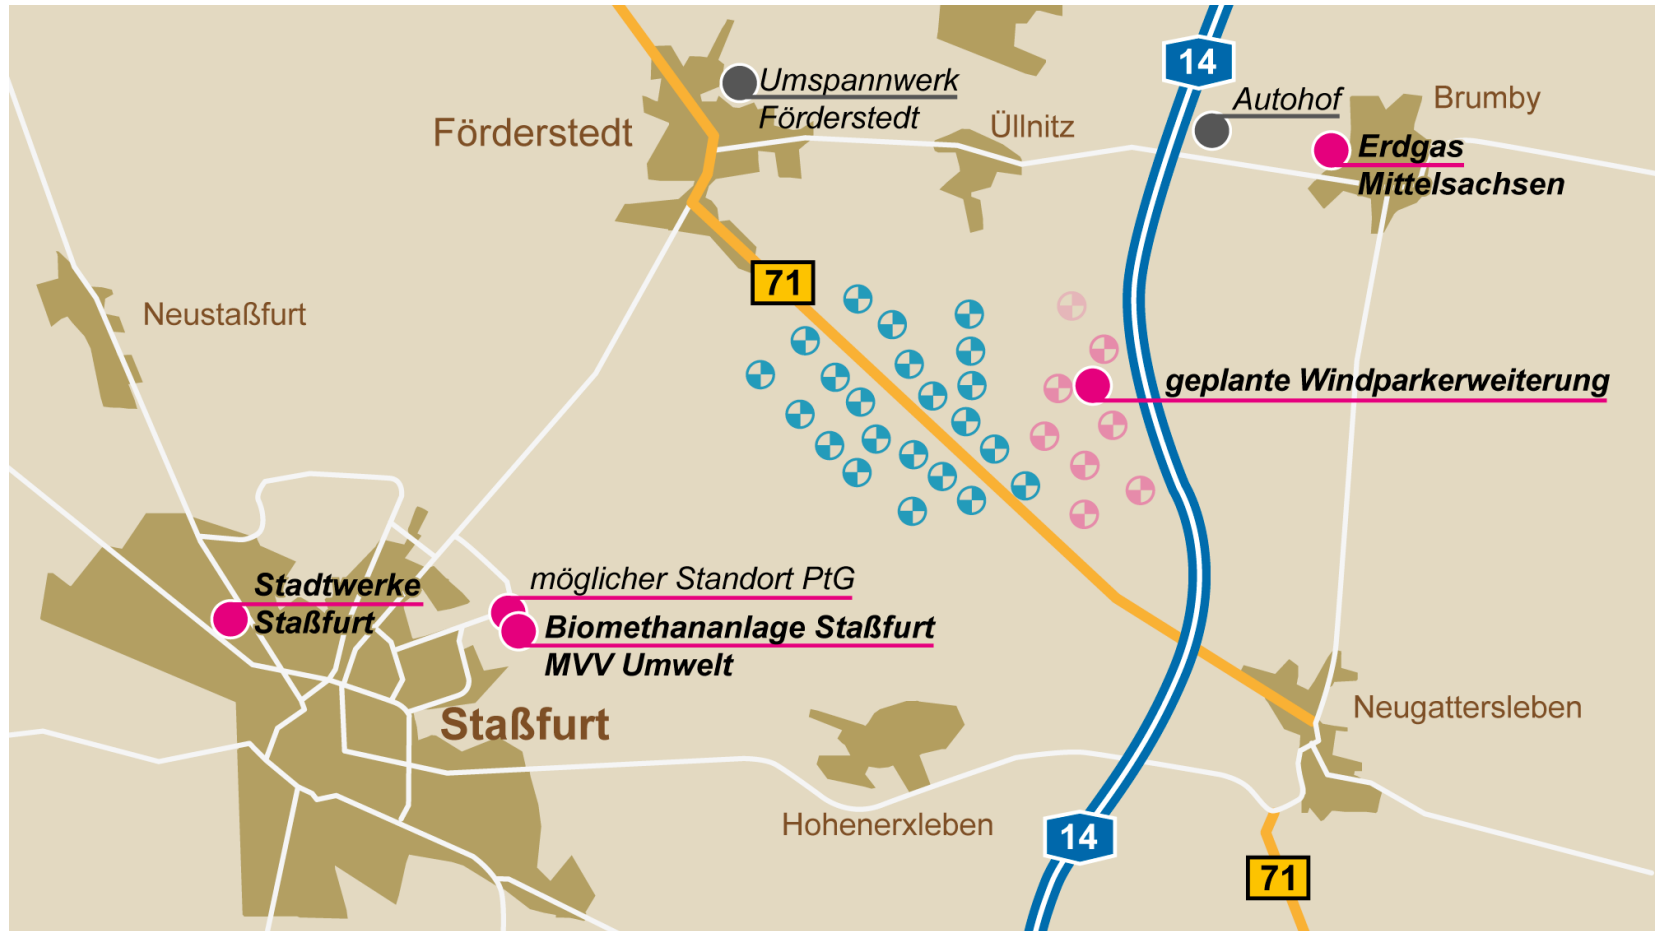 14
Umspannwerk
Förderstedt
Förderstedt
Üllnitz
Autohof
Brumby
Erdgas
Mittelsachsen
71
Neustaßfurt
geplante Windparkerweiterung
Stadtwerke
Staßfurt
möglicher Standort PtG
Biomethananlage Staßfurt
MVV Umwelt
Staßfurt
Neugattersleben
Hohenerxleben
14
71